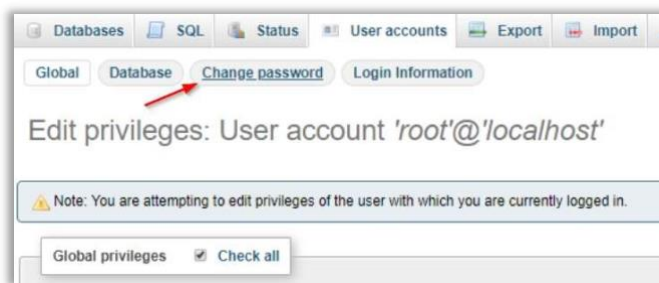 Databases SQL Status User accounts Export Import
Global Database Change password Login Information
Edit privileges: User account 'root'@'localhost'
Note: You are attempting to edit privileges of the user with which you are currently logged in.
Global privileges Check all